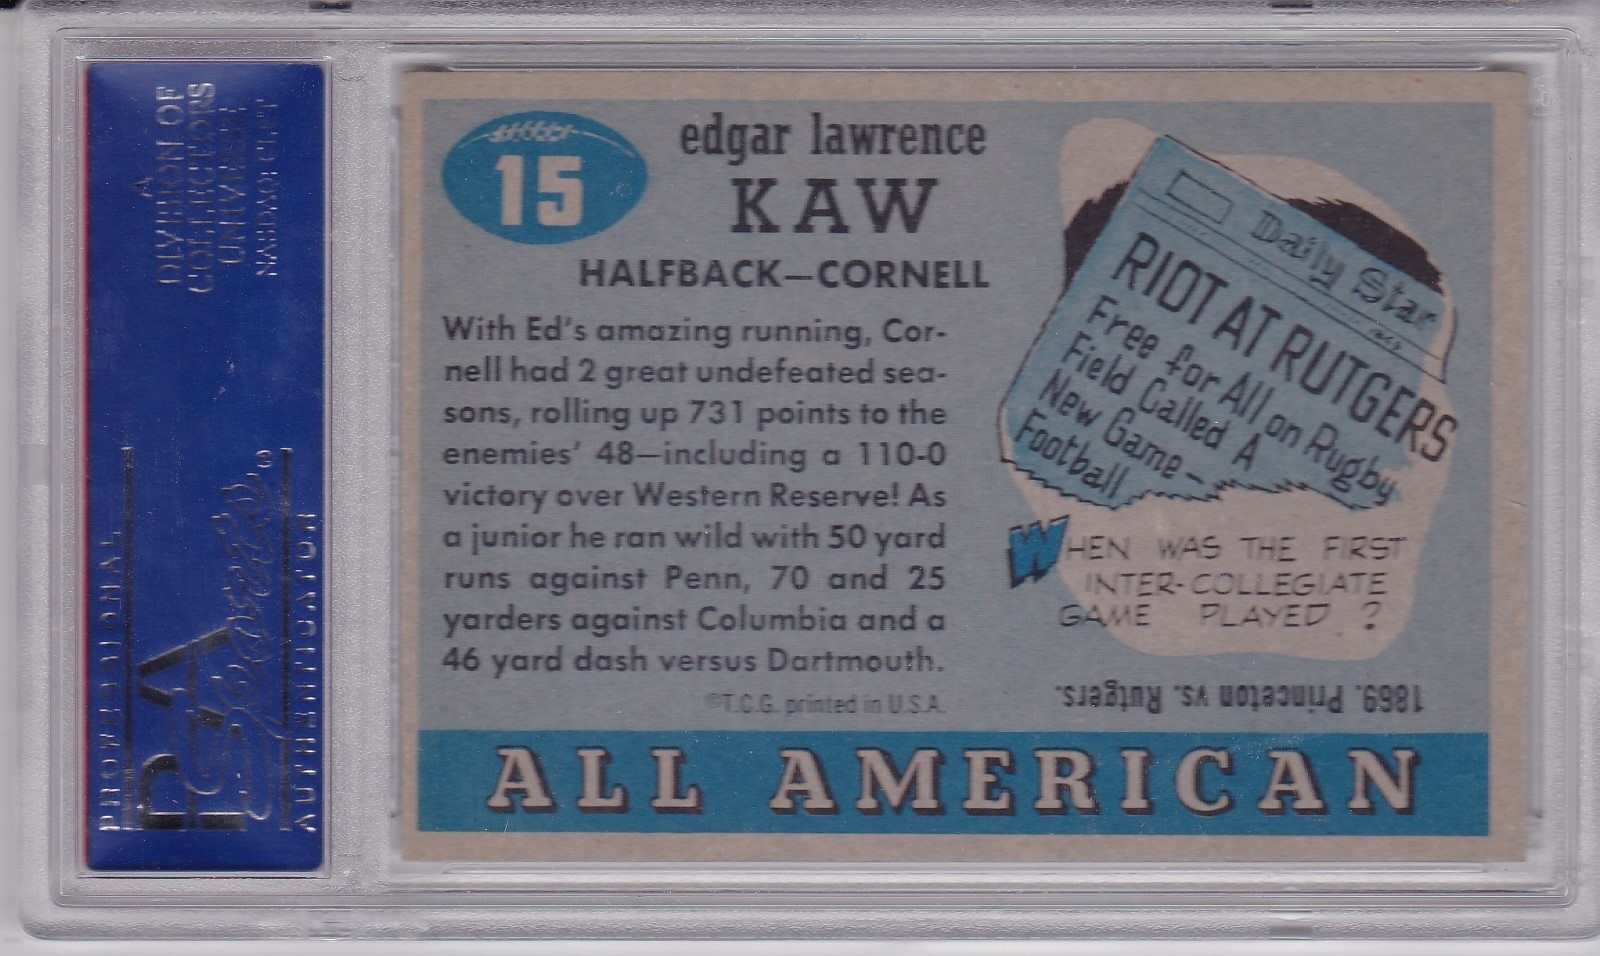 DIVISION OF
COLLECTORS
UNIVERSE
NASDAQ: CLCT
PROFESSIONAL
PSA
Sports
AUTHENTICATOR
15
edgar lawrence
KAW
HALFBACK—CORNELL
With Ed's amazing running, Cor-
nell had 2 great undefeated sea-
sons, rolling up 731 points to the
enemies' 48—including a 110-0
victory over Western Reserve! As
a junior he ran wild with 50 yard
runs against Penn, 70 and 25
yarders against Columbia and a
46 yard dash versus Dartmouth.
©T.C.G. printed in U.S.A.
Daily Star
RIOT AT RUTGERS
Free for All on Rugby
Field Called A
New Game—
Football
WHEN WAS THE FIRST
INTER-COLLEGIATE
GAME PLAYED ?
1869. Princeton vs. Rutgers.
ALL AMERICAN